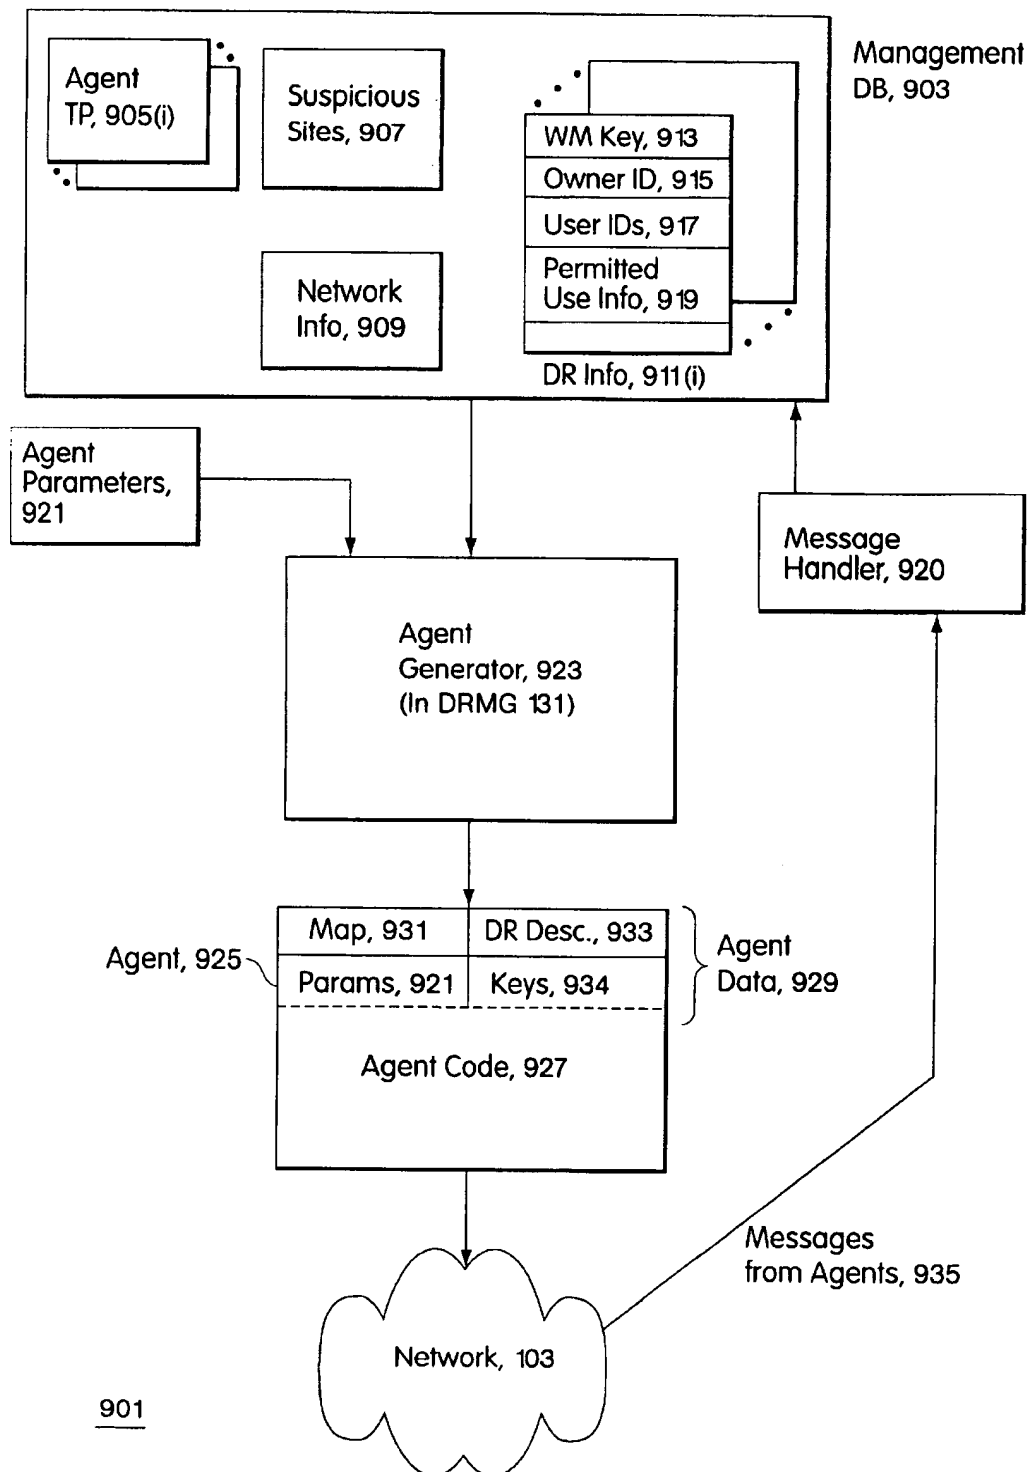 Management
DB, 903
Agent
TP, 905(i)
Suspicious
Sites, 907
WM Key, 913
Owner ID, 915
User IDs, 917
Permitted
Use Info, 919
DR Info, 911(i)
Network
Info, 909
Agent
Parameters,
921
Message
Handler, 920
Agent
Generator, 923
(In DRMG 131)
Map, 931
DR Desc., 933
Agent, 925
Params, 921
Keys, 934
Agent
Data, 929
Agent Code, 927
Messages
from Agents, 935
Network, 103
901